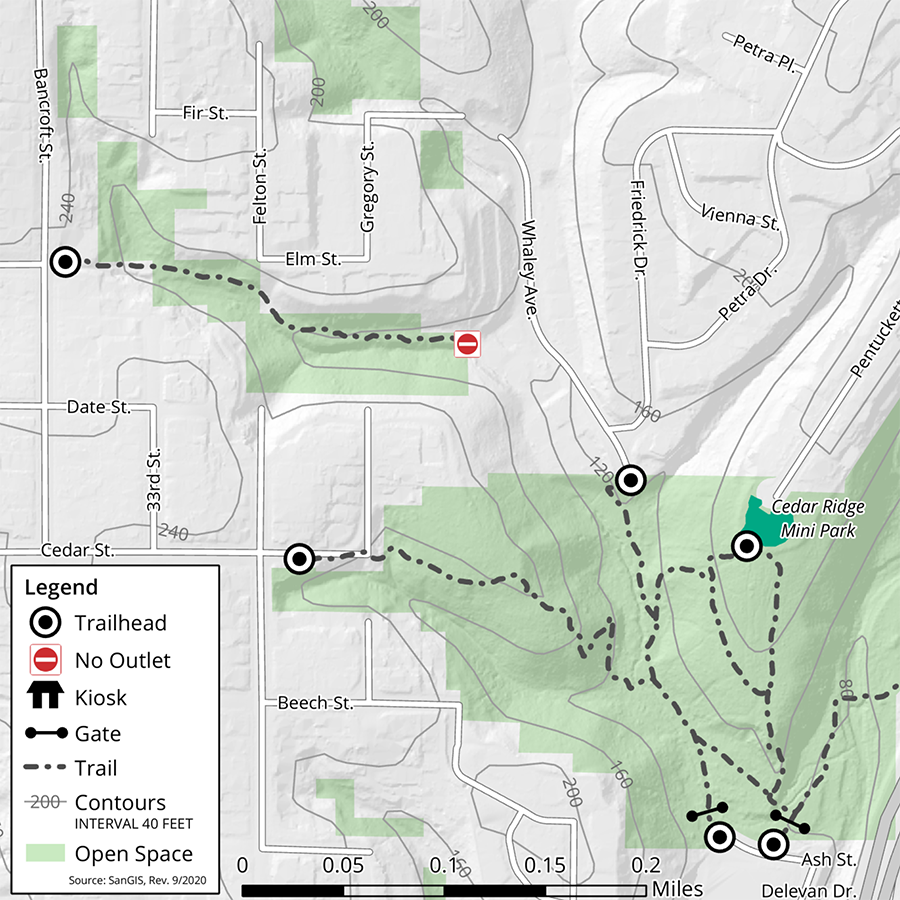 200
Petra Pl.
200
Fir St.
Bancroft St.
Felton St.
Gregory St.
240
Friedrick Dr.
Vienna St.
Whaley Ave.
Elm St.
200
Petra Dr.
Pentuckett
Date St.
160
33rd St.
120
240
Cedar Ridge
Mini Park
Cedar St.
Legend
Trailhead
No Outlet
Kiosk
Gate
Trail
200 Contours
INTERVAL 40 FEET
Open Space
Source: SanGIS, Rev. 9/2020
Beech St.
80
160
200
160
0 0.05 0.1 0.15 0.2
Miles
Ash St.
Delevan Dr.